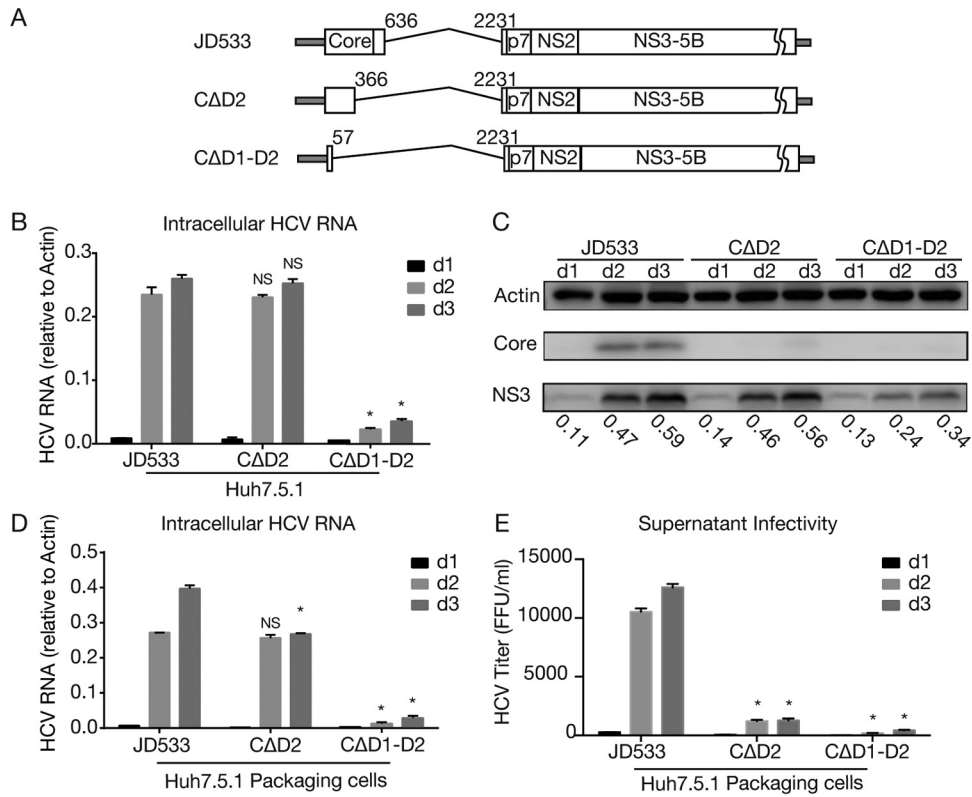 A
JD533 Core 636 2231 p7 NS2 NS3-5B
CΔD2 366 2231 p7 NS2 NS3-5B
CΔD1-D2 57 2231 p7 NS2 NS3-5B
B
Intracellular HCV RNA
HCV RNA (relative to Actin)
0.3
0.2
0.1
0.0
NS NS * *
d1
d2
d3
JD533 CΔD2 CΔD1-D2
Huh7.5.1
C
JD533 CΔD2 CΔD1-D2
d1 d2 d3 d1 d2 d3 d1 d2 d3
Actin
Core
NS3
0.11 0.47 0.59 0.14 0.46 0.56 0.13 0.24 0.34
D
Intracellular HCV RNA
HCV RNA (relative to Actin)
0.5
0.4
0.3
0.2
0.1
0.0
NS * * *
d1
d2
d3
JD533 CΔD2 CΔD1-D2
Huh7.5.1 Packaging cells
E
Supernatant Infectivity
HCV Titer (FFU/ml)
15000
10000
5000
0
* * * *
d1
d2
d3
JD533 CΔD2 CΔD1-D2
Huh7.5.1 Packaging cells